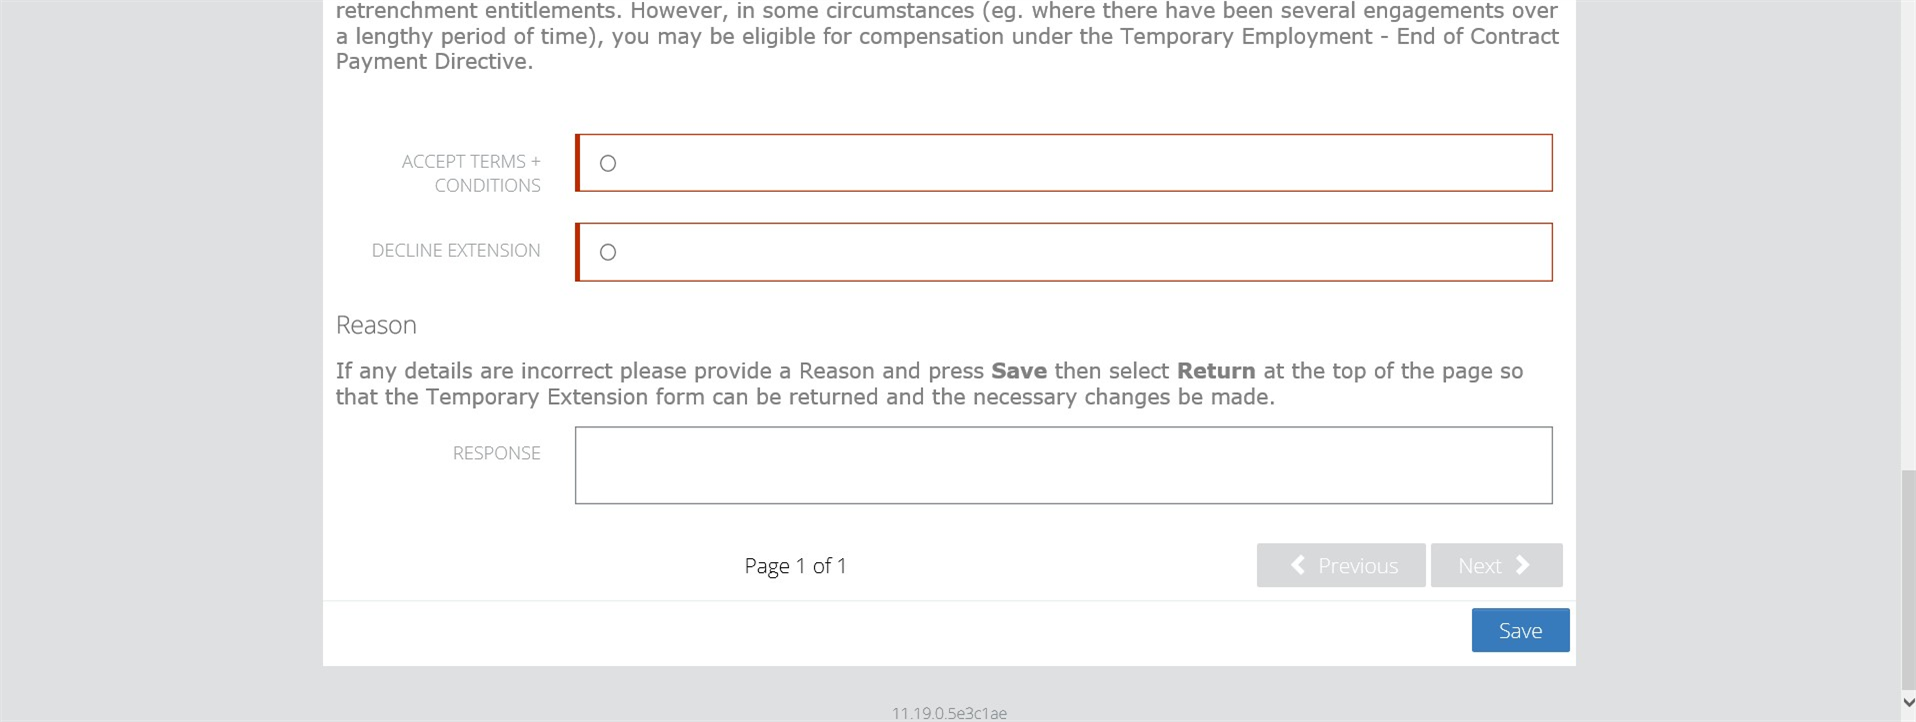 retrenchment entitlements. However, in some circumstances (eg. where there have been several engagements over
a lengthy period of time), you may be eligible for compensation under the Temporary Employment - End of Contract
Payment Directive.
ACCEPT TERMS +
CONDITIONS
DECLINE EXTENSION
Reason
If any details are incorrect please provide a Reason and press Save then select Return at the top of the page so
that the Temporary Extension form can be returned and the necessary changes be made.
RESPONSE
Page 1 of 1
Previous
Next
Save
11.19.0.5e3c1ae